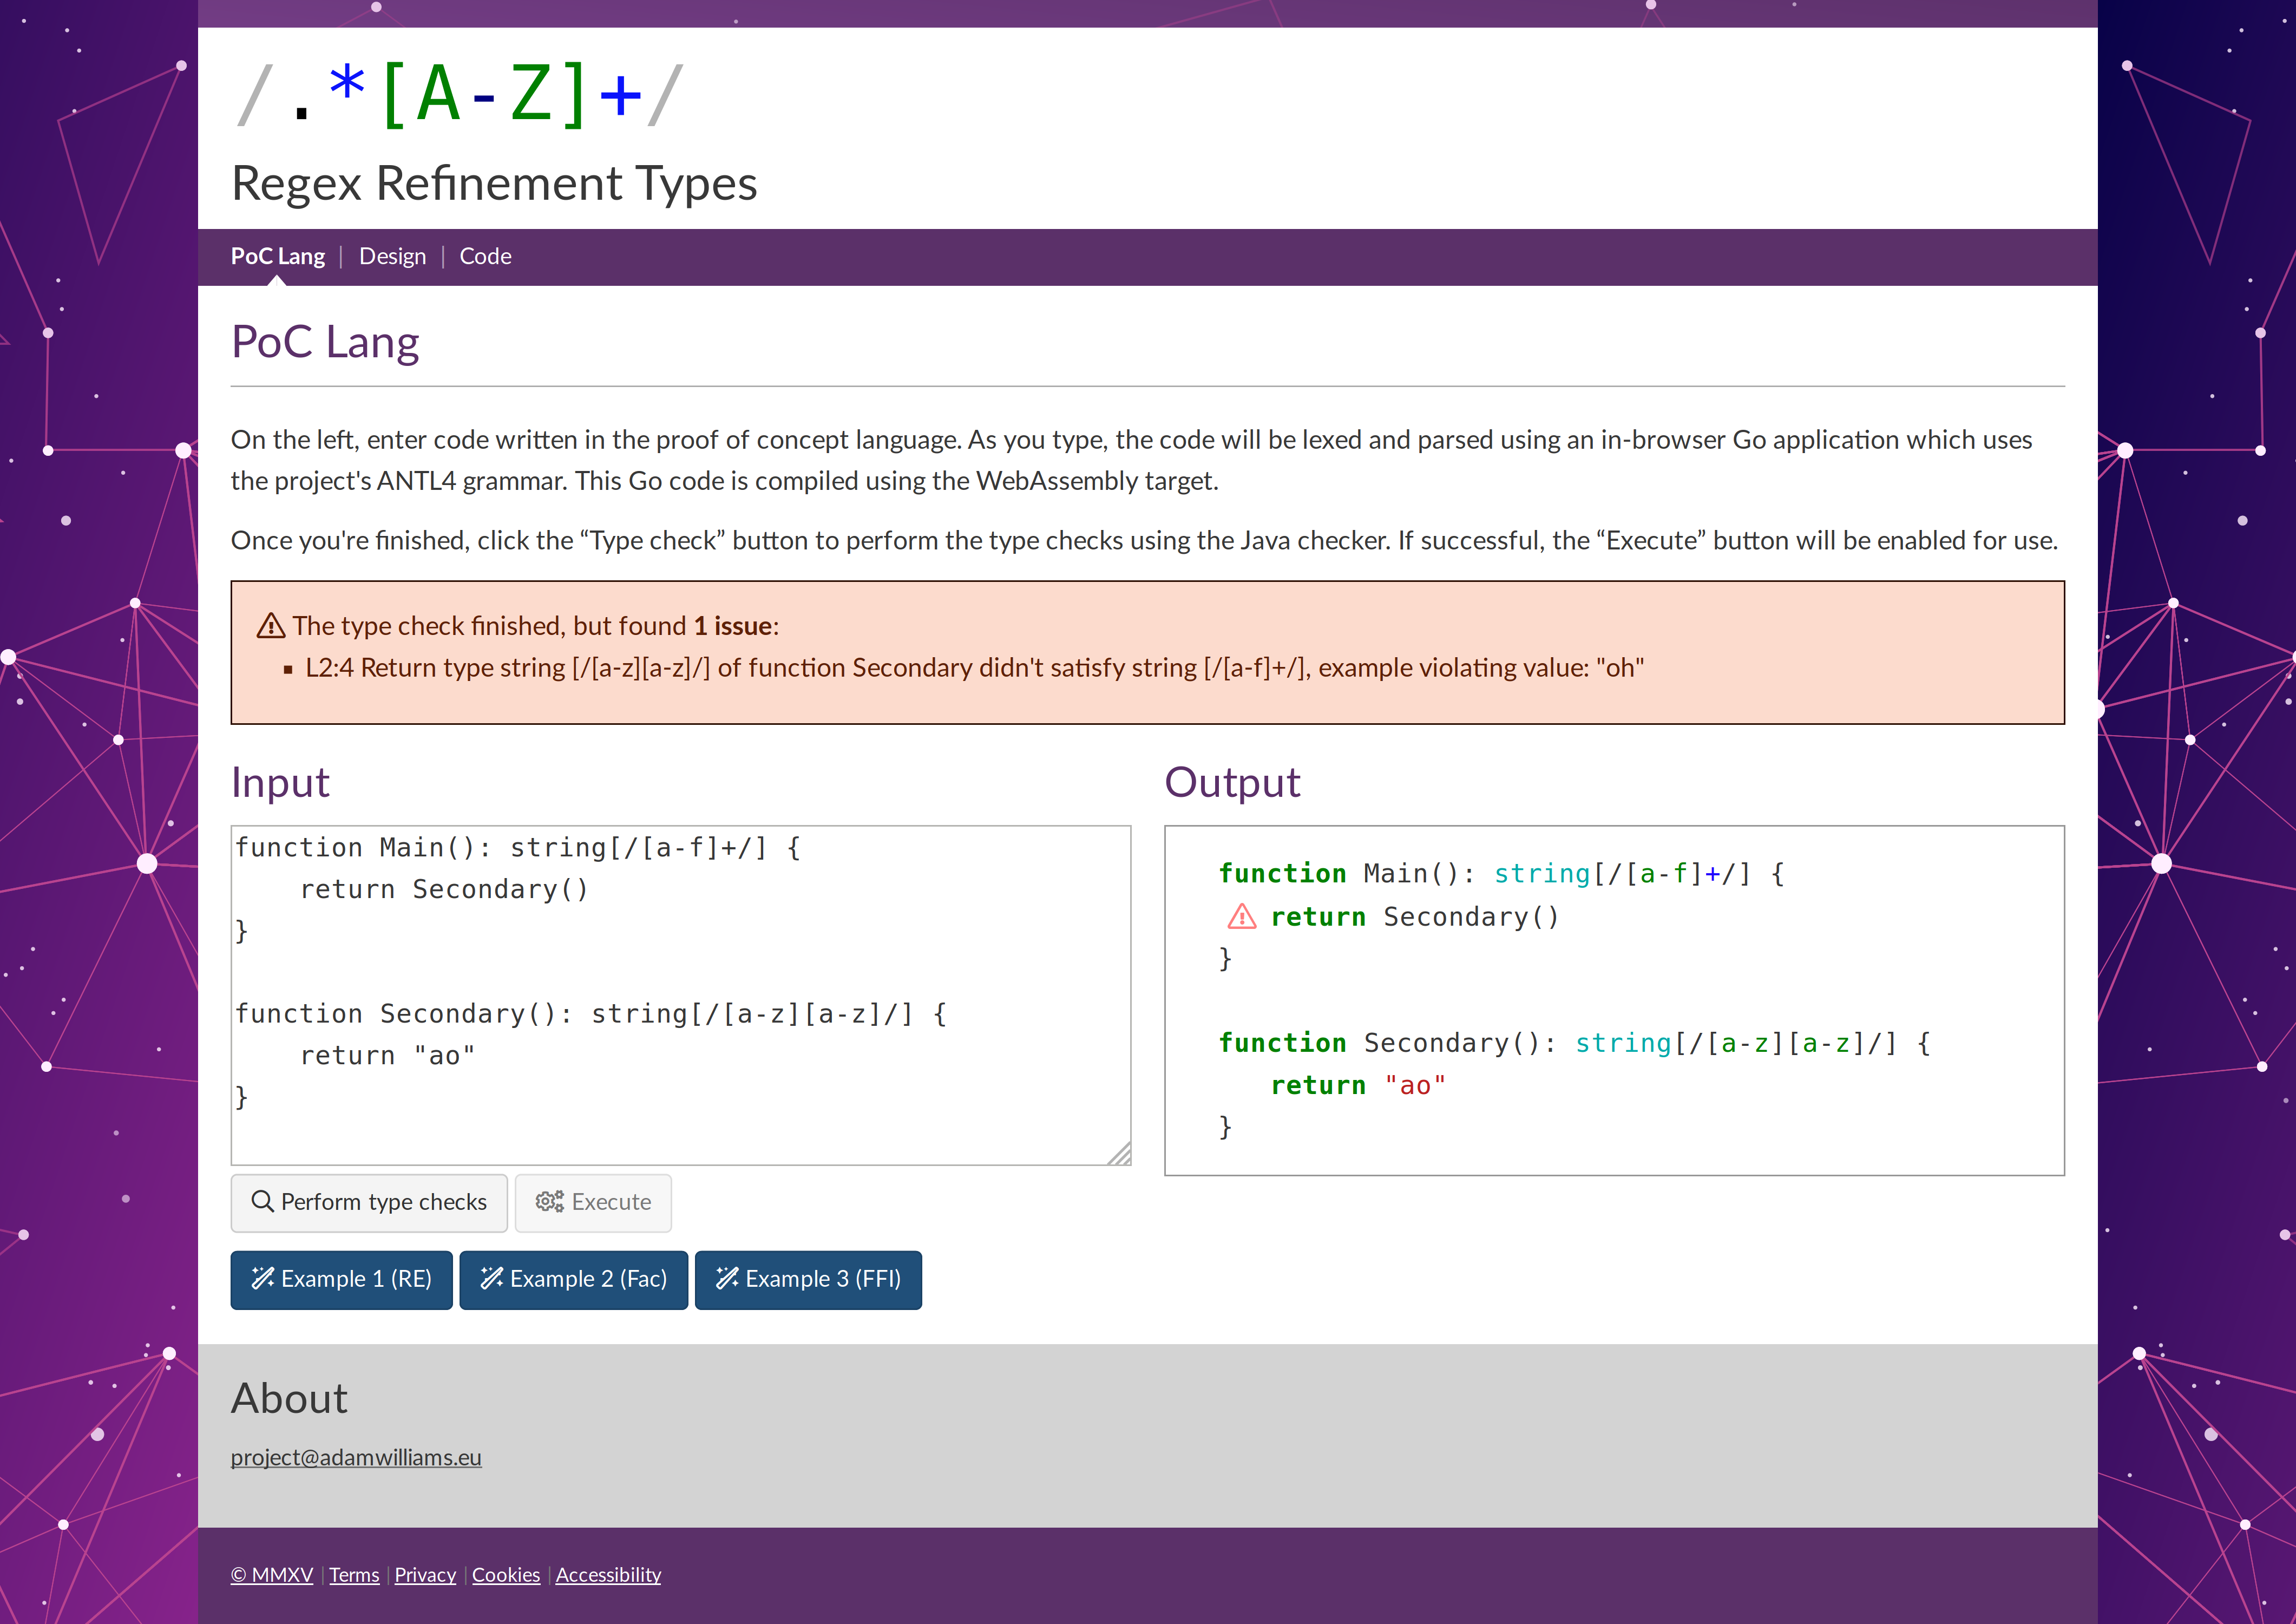 /.*[A-Z]+/
Regex Refinement Types
PoC Lang | Design | Code
PoC Lang
On the left, enter code written in the proof of concept language. As you type, the code will be lexed and parsed using an in-browser Go application which uses
the project's ANTL4 grammar. This Go code is compiled using the WebAssembly target.
Once you're finished, click the “Type check” button to perform the type checks using the Java checker. If successful, the “Execute” button will be enabled for use.
The type check finished, but found 1 issue:
L2:4 Return type string [/[a-z][a-z]/] of function Secondary didn't satisfy string [/[a-f]+/], example violating value: "oh"
Input
function Main(): string[/[a-f]+/] {
    return Secondary()
}
function Secondary(): string[/[a-z][a-z]/] {
    return "ao"
}
Perform type checks
Execute
Example 1 (RE)
Example 2 (Fac)
Example 3 (FFI)
Output
function Main(): string[/[a-f]+/] {
return Secondary()
}
function Secondary(): string[/[a-z][a-z]/] {
return "ao"
}
About
project@adamwilliams.eu
© MMXV | Terms | Privacy | Cookies | Accessibility